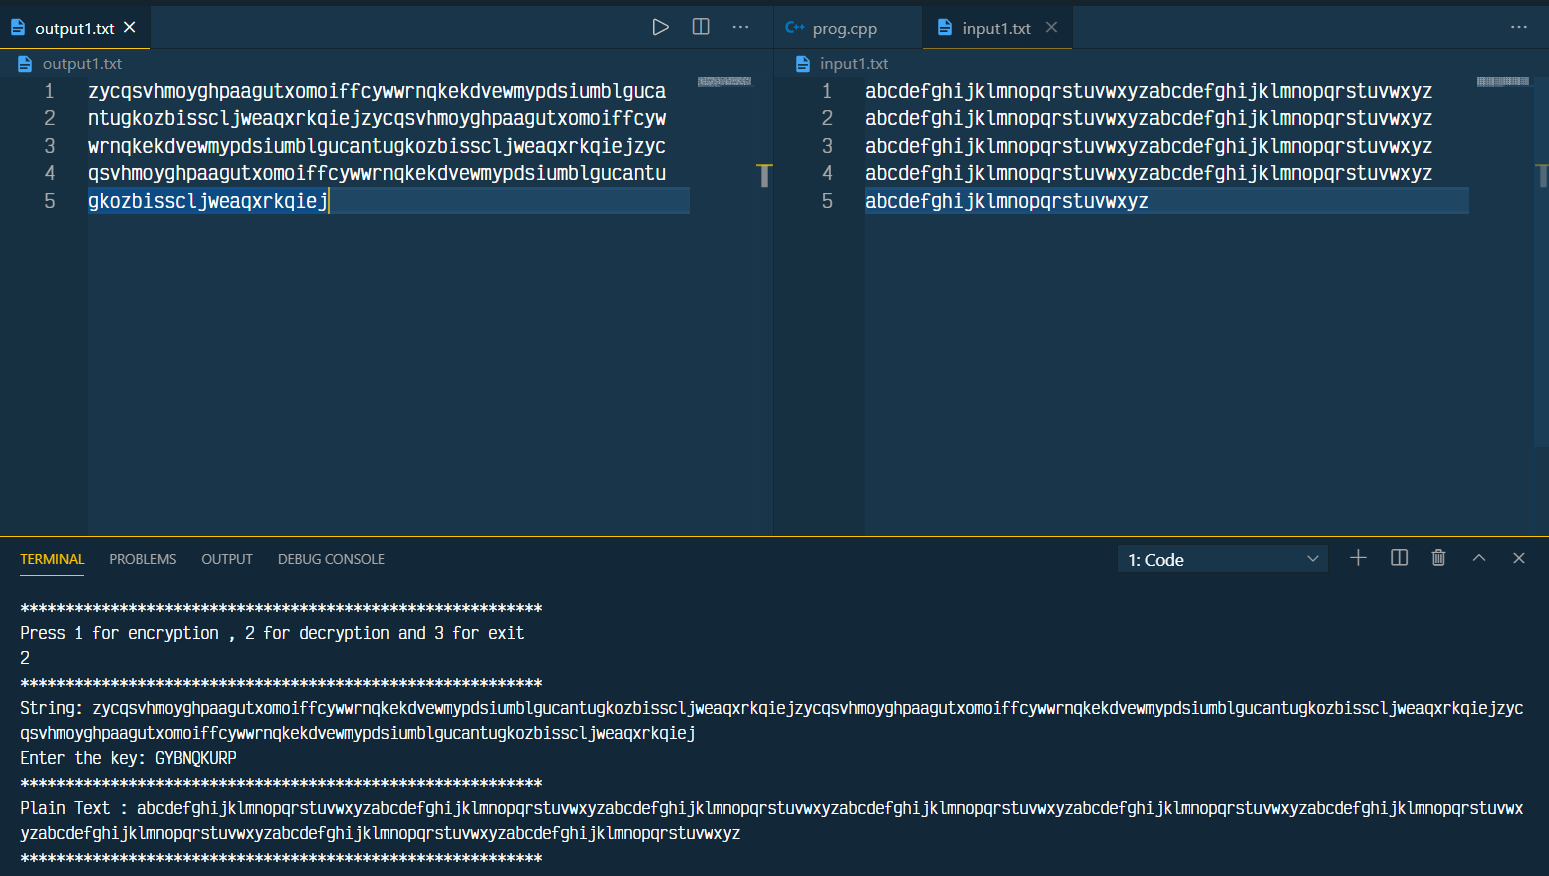 output1.txt
prog.cpp
input1.txt
output1.txt
input1.txt
1 zycqsvhmoyghpaagutxomoiffcywwrnqkekdvewmypdsiumblguca
2 ntugkozbisscljweaqxrkqiejzycqsvhmoyghpaagutxomoiffcyw
3 wrnqkekdvewmypdsiumblgucantugkozbisscljweaqxrkqiejzyc
4 qsvhmoyghpaagutxomoiffcywwrnqkekdvewmypdsiumblgucantu
5 gkozbisscljweaqxrkqiej
1 abcdefghijklmnopqrstuvwxyzabcdefghijklmnopqrstuvwxyz
2 abcdefghijklmnopqrstuvwxyzabcdefghijklmnopqrstuvwxyz
3 abcdefghijklmnopqrstuvwxyzabcdefghijklmnopqrstuvwxyz
4 abcdefghijklmnopqrstuvwxyzabcdefghijklmnopqrstuvwxyz
5 abcdefghijklmnopqrstuvwxyz
TERMINAL PROBLEMS OUTPUT DEBUG CONSOLE
1: Code
**********************************************************
Press 1 for encryption , 2 for decryption and 3 for exit
2
**********************************************************
String: zycqsvhmoyghpaagutxomoiffcywwrnqkekdvewmypdsiumblgucantugkozbisscljweaqxrkqiejzycqsvhmoyghpaagutxomoiffcywwrnqkekdvewmypdsiumblgucantugkozbisscljweaqxrkqiejzyc
qsvhmoyghpaagutxomoiffcywwrnqkekdvewmypdsiumblgucantugkozbisscljweaqxrkqiej
Enter the key: GYBNQKURP
**********************************************************
Plain Text : abcdefghijklmnopqrstuvwxyzabcdefghijklmnopqrstuvwxyzabcdefghijklmnopqrstuvwxyzabcdefghijklmnopqrstuvwxyzabcdefghijklmnopqrstuvwxyzabcdefghijklmnopqrstuvwx
yzabcdefghijklmnopqrstuvwxyzabcdefghijklmnopqrstuvwxyzabcdefghijklmnopqrstuvwxyz
**********************************************************